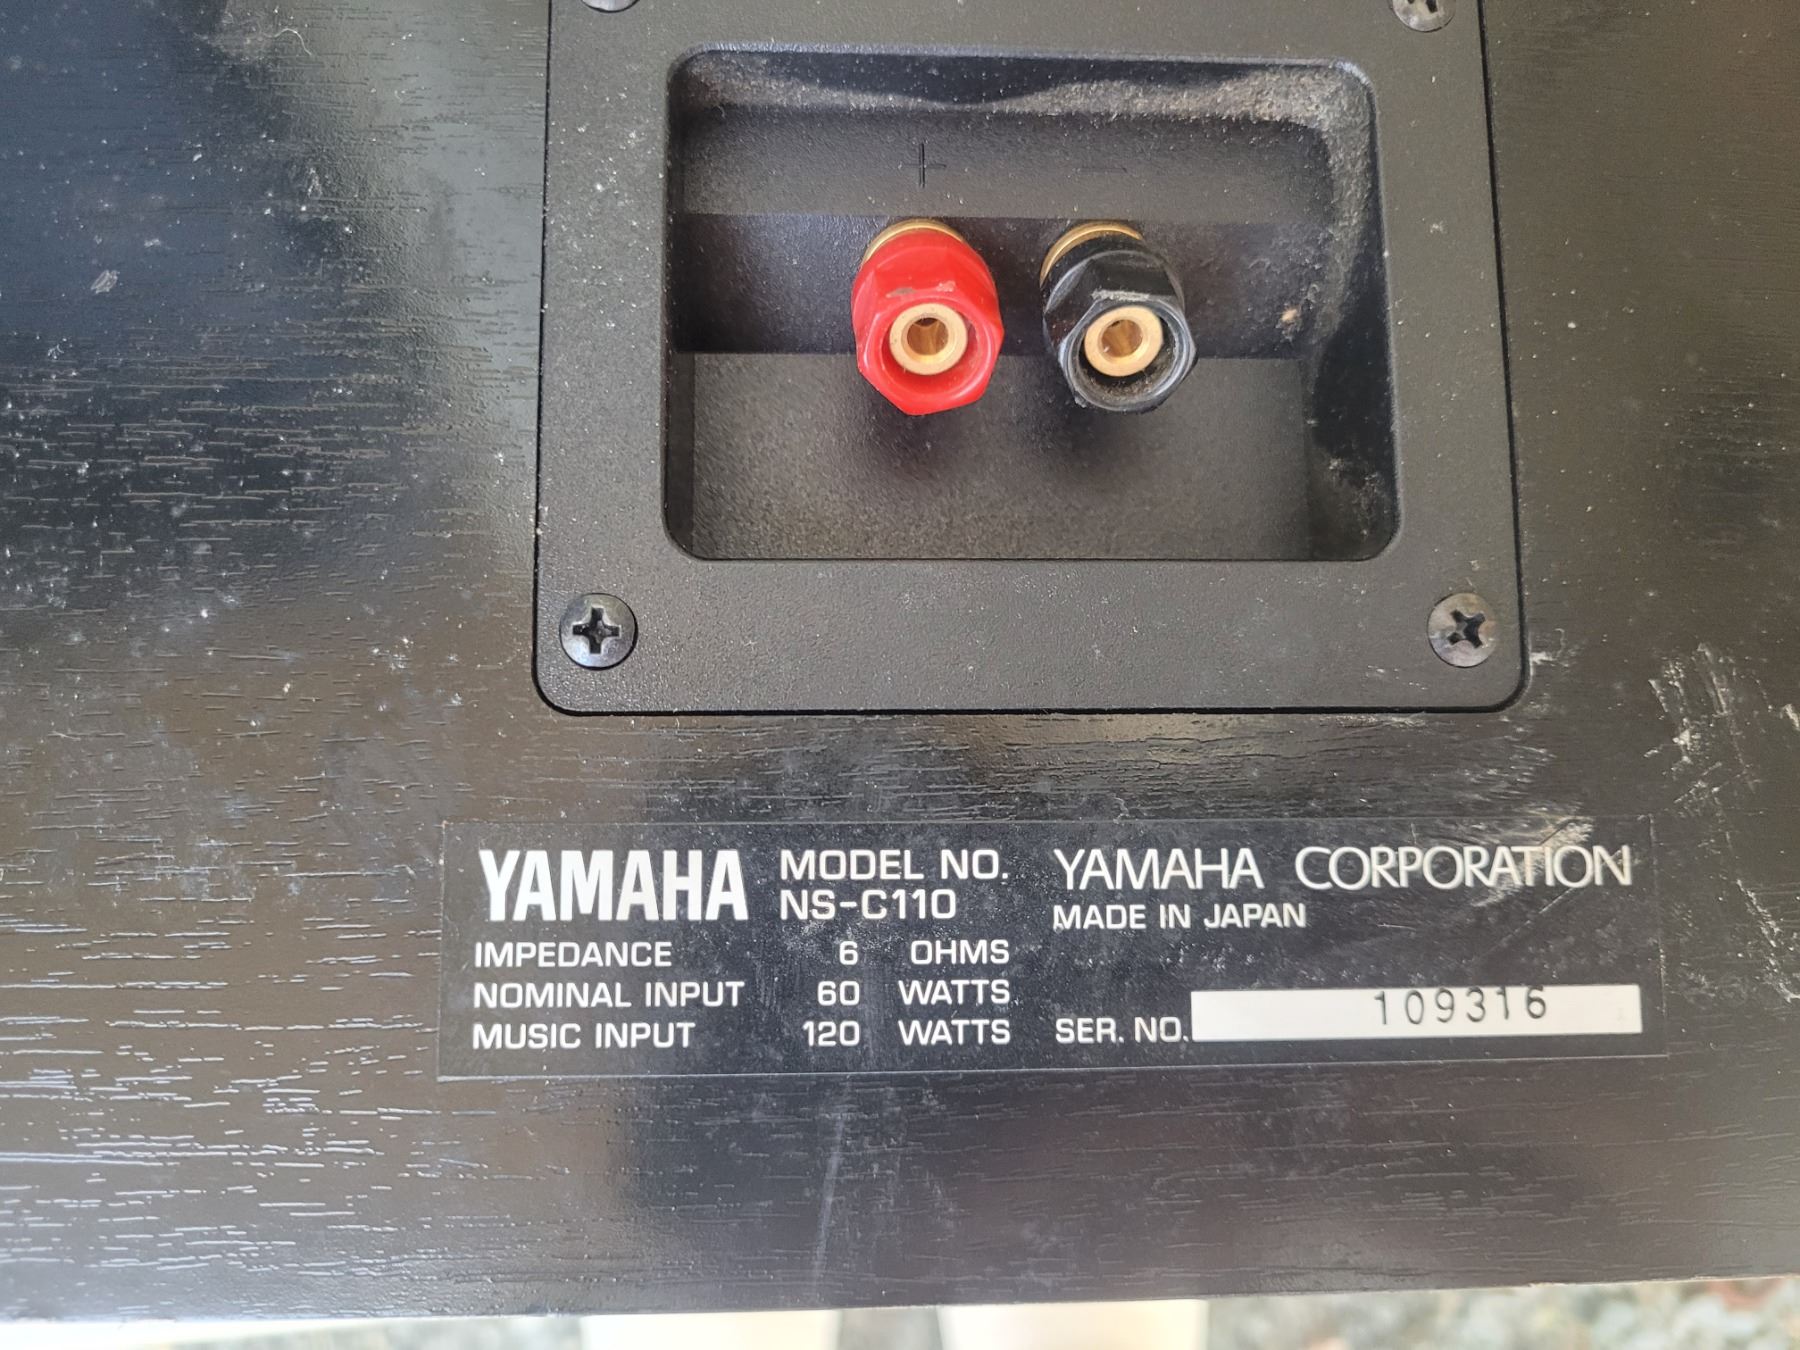 + −
YAMAHA MODEL NO. NS-C110
IMPEDANCE 6 OHMS
NOMINAL INPUT 60 WATTS
MUSIC INPUT 120 WATTS
YAMAHA CORPORATION
MADE IN JAPAN
SER. NO. 109316